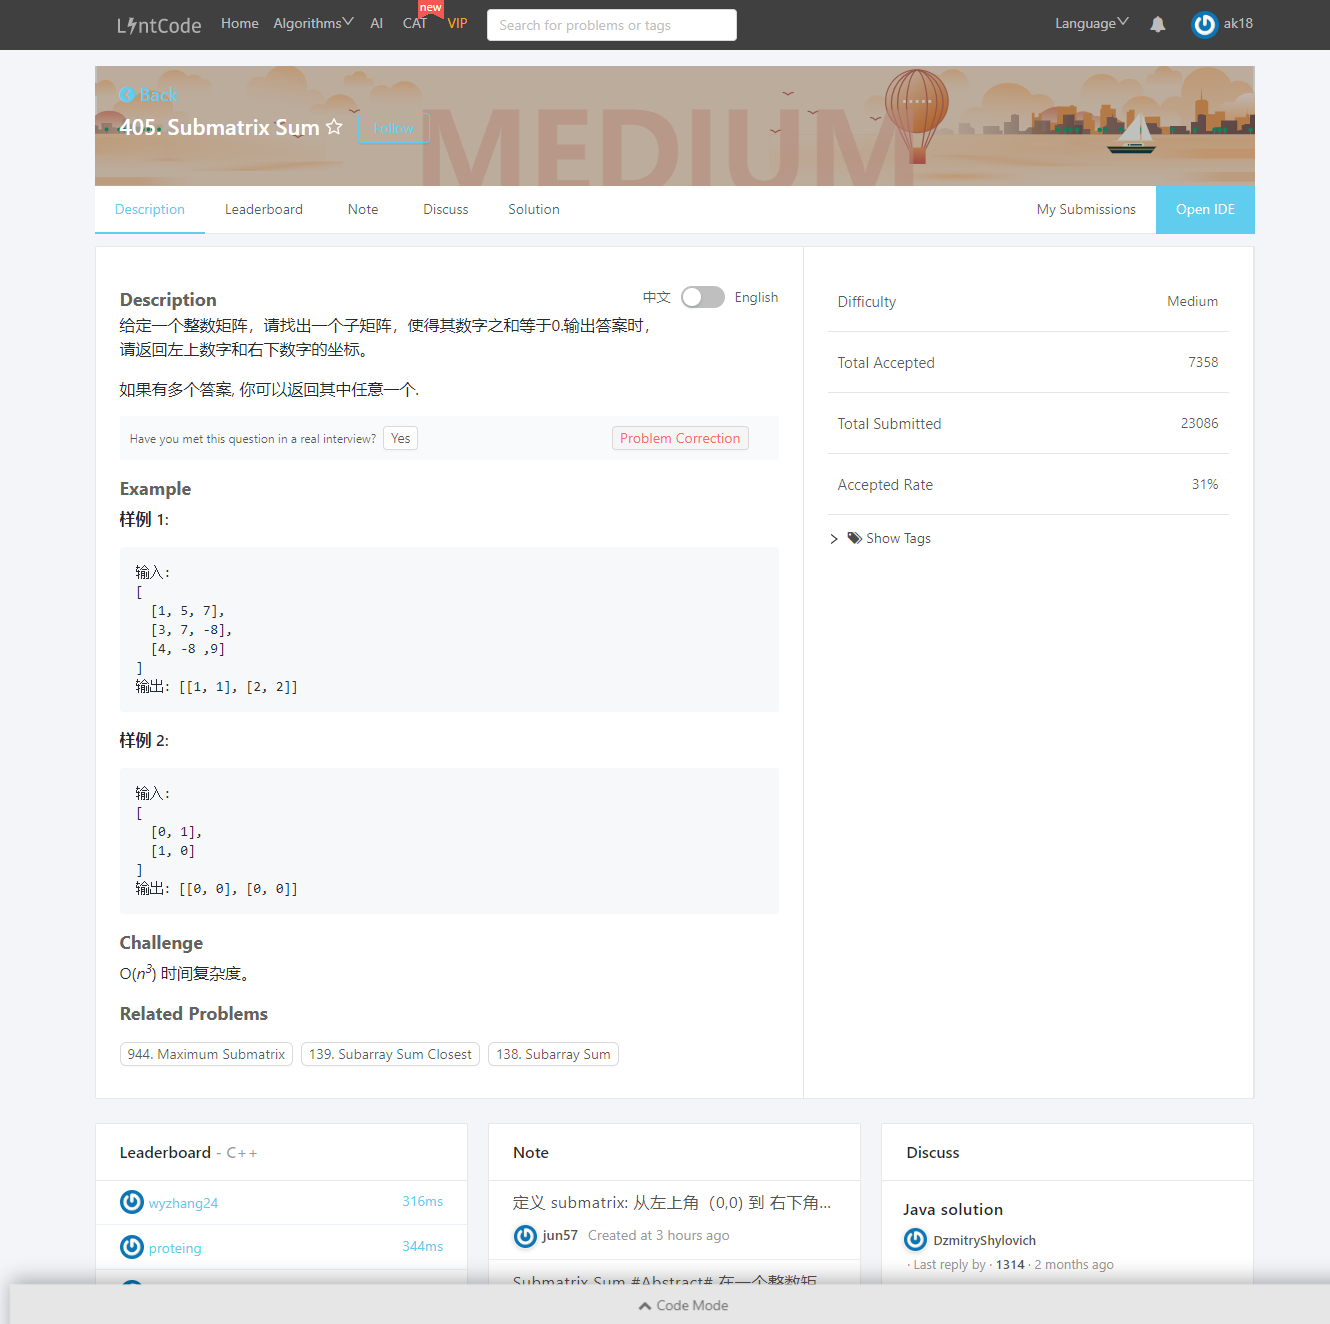 LintCode
Home
Algorithms
AI
CAT
new
VIP
Search for problems or tags
Language
ak18
Back
405. Submatrix Sum
Follow
MEDIUM
Description
Leaderboard
Note
Discuss
Solution
My Submissions
Open IDE
Description
中文
English
给定一个整数矩阵，请找出一个子矩阵，使得其数字之和等于0.输出答案时，
请返回左上数字和右下数字的坐标。
如果有多个答案, 你可以返回其中任意一个.
Have you met this question in a real interview?
Yes
Problem Correction
Example
样例 1:
输入:
[
[1, 5, 7],
[3, 7, -8],
[4, -8 ,9]
]
输出: [[1, 1], [2, 2]]
样例 2:
输入:
[
[0, 1],
[1, 0]
]
输出: [[0, 0], [0, 0]]
Challenge
O(n³) 时间复杂度。
Related Problems
944. Maximum Submatrix
139. Subarray Sum Closest
138. Subarray Sum
Difficulty
Medium
Total Accepted
7358
Total Submitted
23086
Accepted Rate
31%
Show Tags
Leaderboard - C++
wyzhang24
316ms
proteing
344ms
Note
定义 submatrix: 从左上角（0,0) 到 右下角...
jun57 Created at 3 hours ago
Submatrix Sum #Abstract# 在一个整数矩
Discuss
Java solution
DzmitryShylovich
· Last reply by · 1314 · 2 months ago
Code Mode